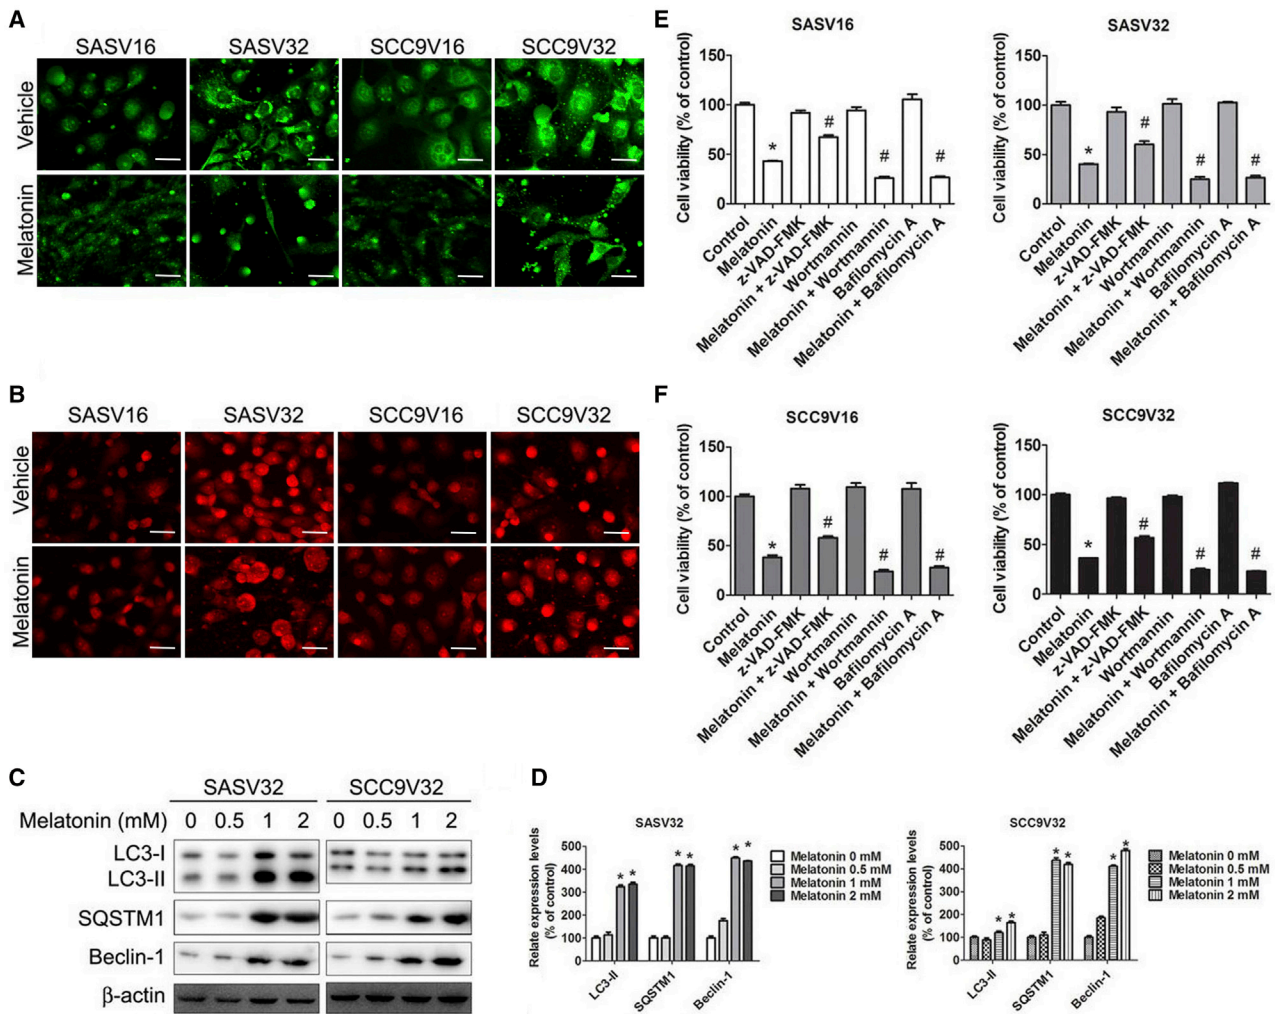 A
SASV16 SASV32 SCC9V16 SCC9V32
Vehicle
Melatonin
B
SASV16 SASV32 SCC9V16 SCC9V32
Vehicle
Melatonin
C
SASV32 SCC9V32
Melatonin (mM) 0 0.5 1 2 0 0.5 1 2
LC3-I
LC3-II
SQSTM1
Beclin-1
β-actin
D
SASV32
Relate expression levels
(% of control)
500
400
300
200
100
0
* * * * * *
LC3-II SQSTM1 Beclin-1
Melatonin 0 mM
Melatonin 0.5 mM
Melatonin 1 mM
Melatonin 2 mM
SCC9V32
Relate expression levels
(% of control)
500
400
300
200
100
0
* * * * * *
LC3-II SQSTM1 Beclin-1
Melatonin 0 mM
Melatonin 0.5 mM
Melatonin 1 mM
Melatonin 2 mM
E
SASV16
Cell viability (% of control)
150
100
50
0
* # # #
Control
Melatonin
z-VAD-FMK
Melatonin + z-VAD-FMK
Wortmannin
Melatonin + Wortmannin
Bafilomycin A
Melatonin + Bafilomycin A
SASV32
Cell viability (% of control)
150
100
50
0
* # # #
Control
Melatonin
z-VAD-FMK
Melatonin + z-VAD-FMK
Wortmannin
Melatonin + Wortmannin
Bafilomycin A
Melatonin + Bafilomycin A
F
SCC9V16
Cell viability (% of control)
150
100
50
0
* # # #
Control
Melatonin
z-VAD-FMK
Melatonin + z-VAD-FMK
Wortmannin
Melatonin + Wortmannin
Bafilomycin A
Melatonin + Bafilomycin A
SCC9V32
Cell viability (% of control)
150
100
50
0
* # # #
Control
Melatonin
z-VAD-FMK
Melatonin + z-VAD-FMK
Wortmannin
Melatonin + Wortmannin
Bafilomycin A
Melatonin + Bafilomycin A